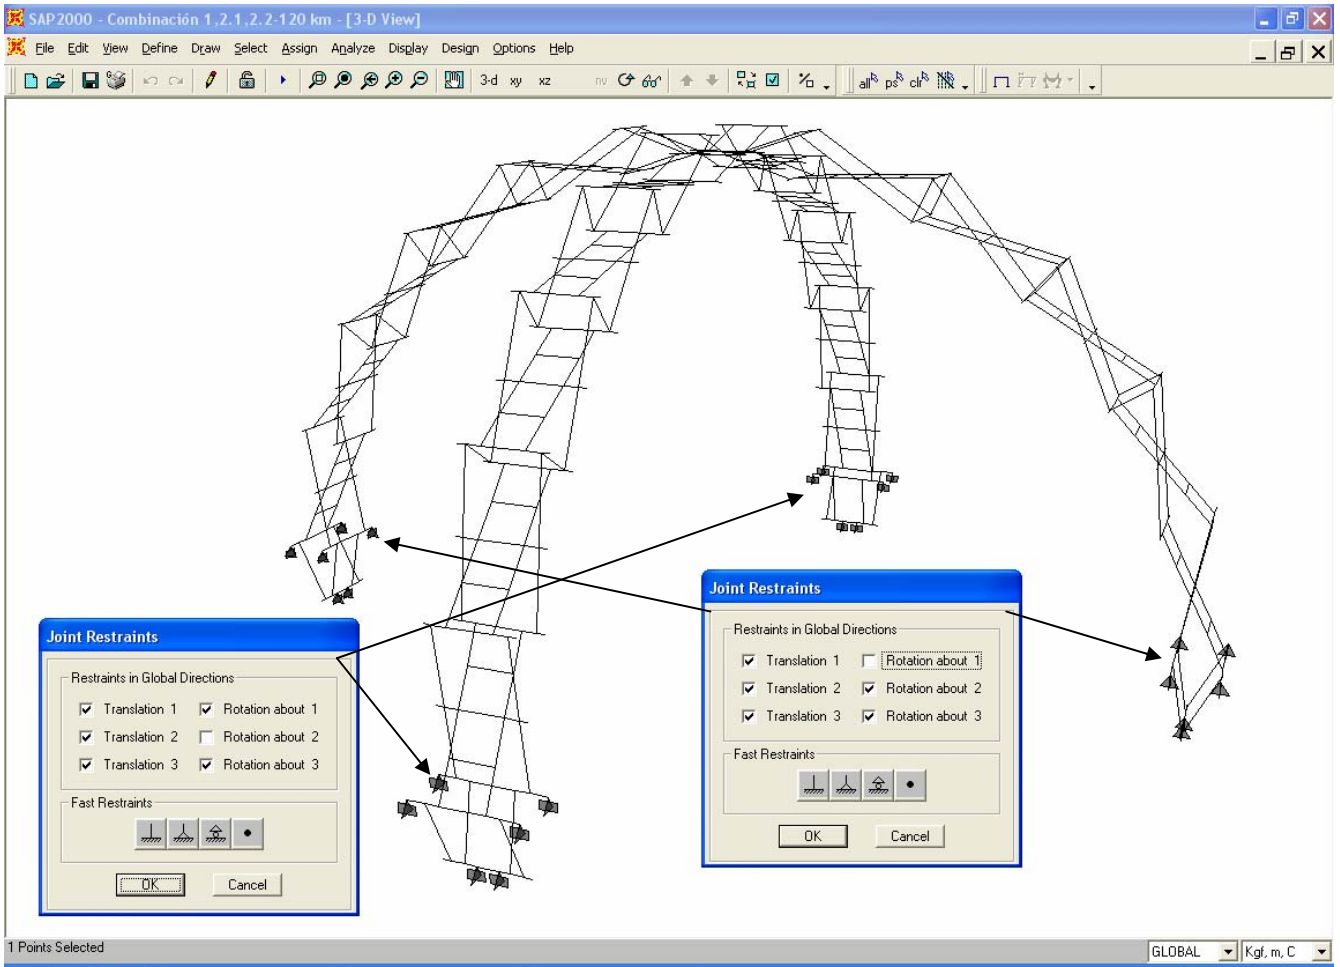 SAP2000 - Combinación 1,2.1,2.2-120 km - [3-D View]
File Edit View Define Draw Select Assign Analyze Display Design Options Help
3-d xy xz nv all ps clr
Joint Restraints
Restraints in Global Directions
Translation 1 Rotation about 1
Translation 2 Rotation about 2
Translation 3 Rotation about 3
Fast Restraints
OK Cancel
Joint Restraints
Restraints in Global Directions
Translation 1 Rotation about 1
Translation 2 Rotation about 2
Translation 3 Rotation about 3
Fast Restraints
OK Cancel
1 Points Selected
GLOBAL Kgf, m, C